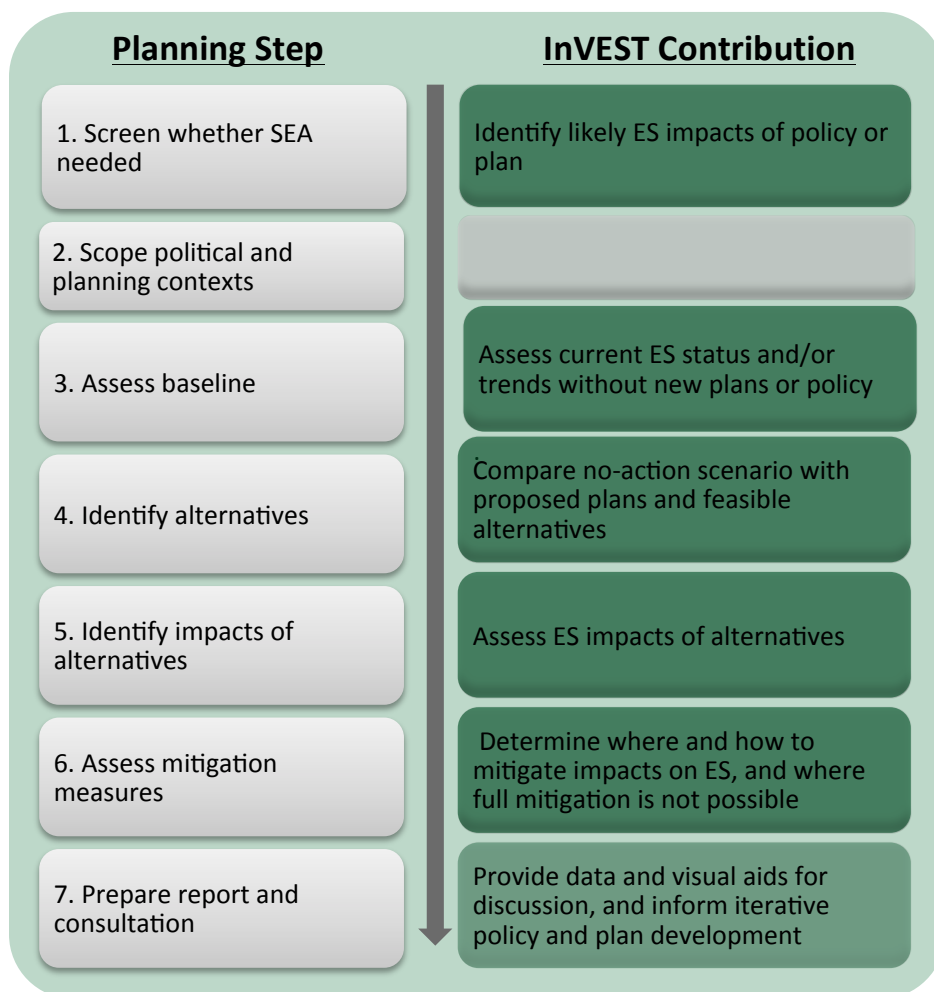 Planning Step
InVEST Contribution
1. Screen whether SEA
needed
Identify likely ES impacts of policy or
plan
2. Scope political and
planning contexts
3. Assess baseline
Assess current ES status and/or
trends without new plans or policy
4. Identify alternatives
Compare no-action scenario with
proposed plans and feasible
alternatives
5. Identify impacts of
alternatives
Assess ES impacts of alternatives
6. Assess mitigation
measures
Determine where and how to
mitigate impacts on ES, and where
full mitigation is not possible
7. Prepare report and
consultation
Provide data and visual aids for
discussion, and inform iterative
policy and plan development